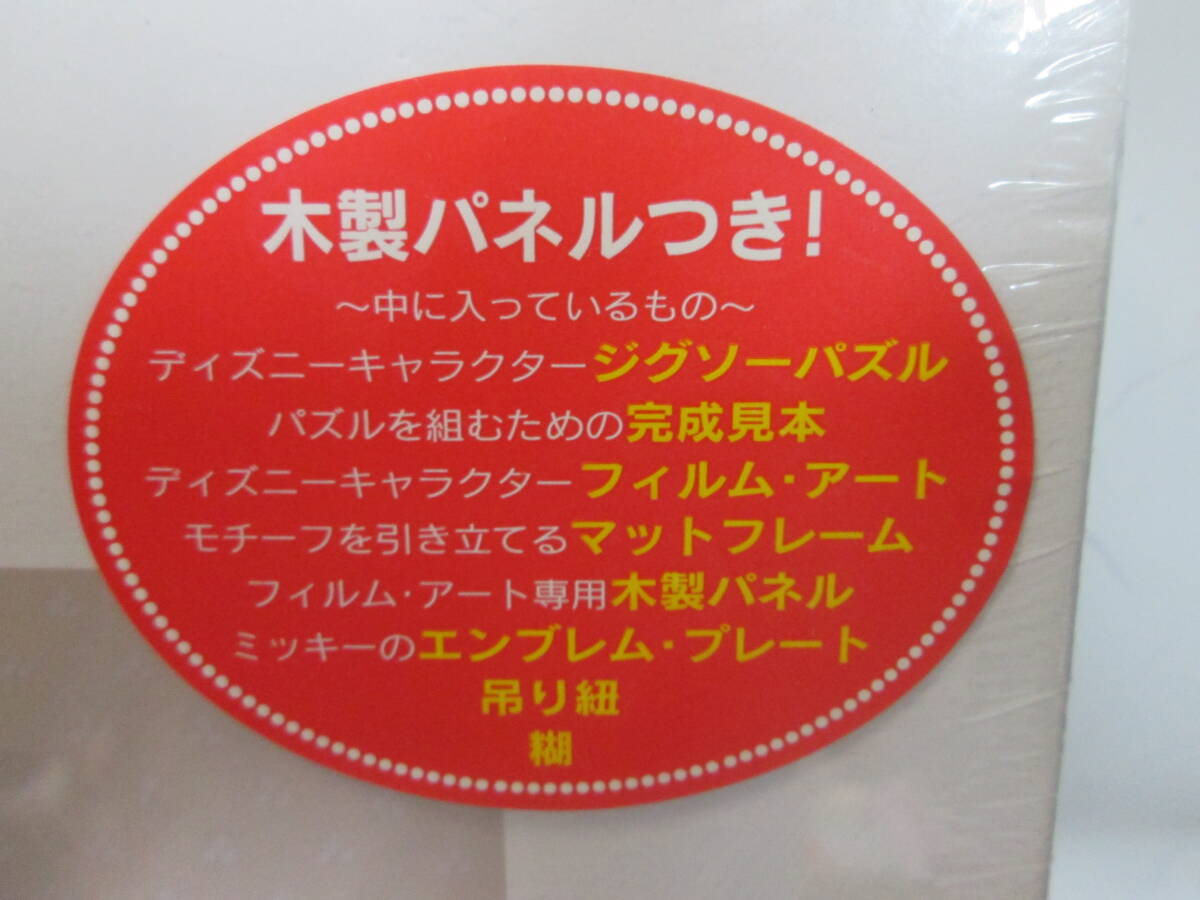 木製パネルつき!
～中に入っているもの～
ディズニーキャラクタージグソーパズル
パズルを組むための完成見本
ディズニーキャラクターフィルム・アート
モチーフを引き立てるマットフレーム
フィルム・アート専用木製パネル
ミッキーのエンブレム・プレート
吊り紐
糊